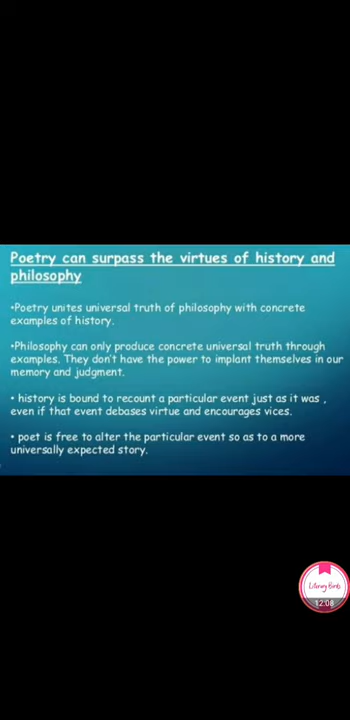 Poetry can surpass the virtues of history and
philosophy
•Poetry unites universal truth of philosophy with concrete
examples of history.
•Philosophy can only produce concrete universal truth through
examples. They don't have the power to implant themselves in our
memory and judgment.
• history is bound to recount a particular event just as it was ,
even if that event debases virtue and encourages vices.
• poet is free to alter the particular event so as to a more
universally expected story.
12:08